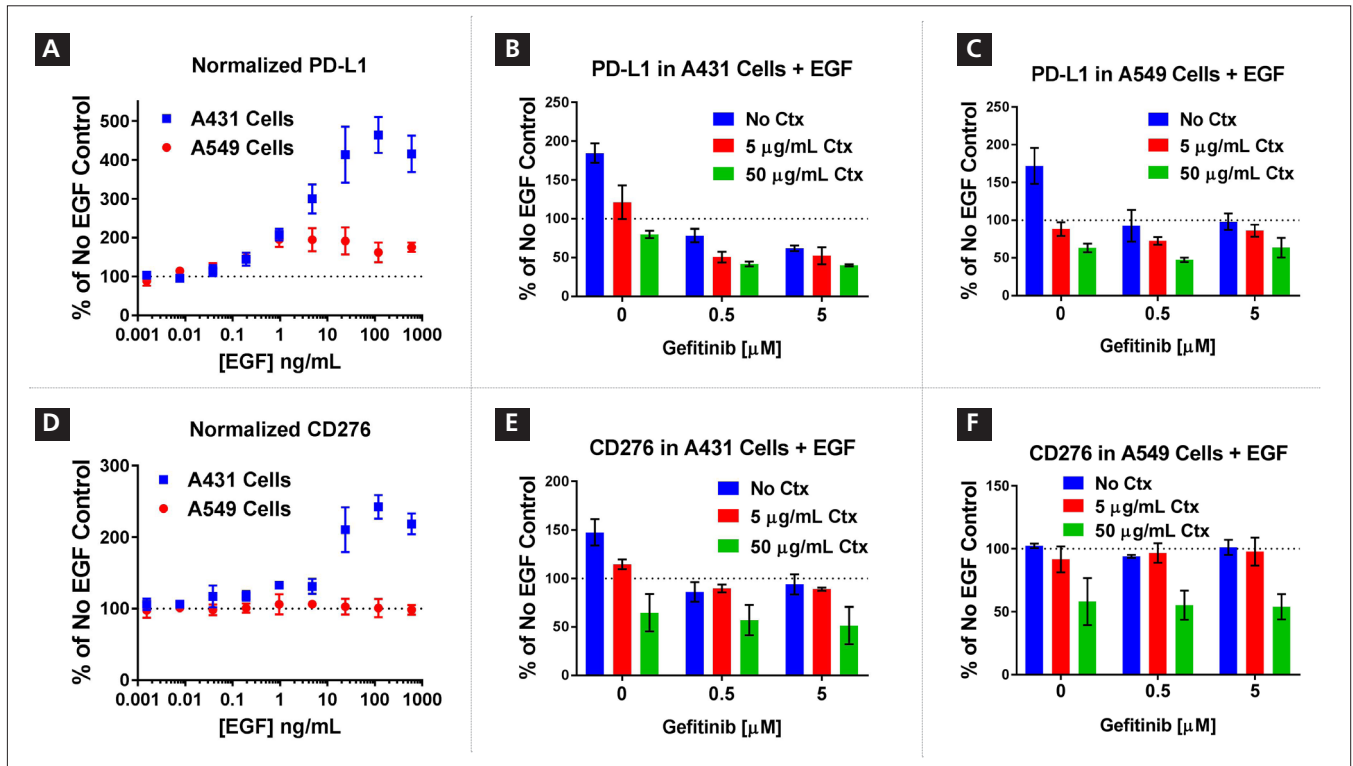 A
Normalized PD-L1
% of No EGF Control
500
400
300
200
100
0
A431 Cells
A549 Cells
0.001 0.01 0.1 1 10 100 1000
[EGF] ng/mL
B
PD-L1 in A431 Cells + EGF
% of No EGF Control
250
200
150
100
50
0
No Ctx
5 µg/mL Ctx
50 µg/mL Ctx
0 0.5 5
Gefitinib [µM]
C
PD-L1 in A549 Cells + EGF
% of No EGF Control
250
200
150
100
50
0
No Ctx
5 µg/mL Ctx
50 µg/mL Ctx
0 0.5 5
Gefitinib [µM]
D
Normalized CD276
% of No EGF Control
300
200
100
0
A431 Cells
A549 Cells
0.001 0.01 0.1 1 10 100 1000
[EGF] ng/mL
E
CD276 in A431 Cells + EGF
% of No EGF Control
200
150
100
50
0
No Ctx
5 µg/mL Ctx
50 µg/mL Ctx
0 0.5 5
Gefitinib [µM]
F
CD276 in A549 Cells + EGF
% of No EGF Control
150
100
50
0
No Ctx
5 µg/mL Ctx
50 µg/mL Ctx
0 0.5 5
Gefitinib [µM]